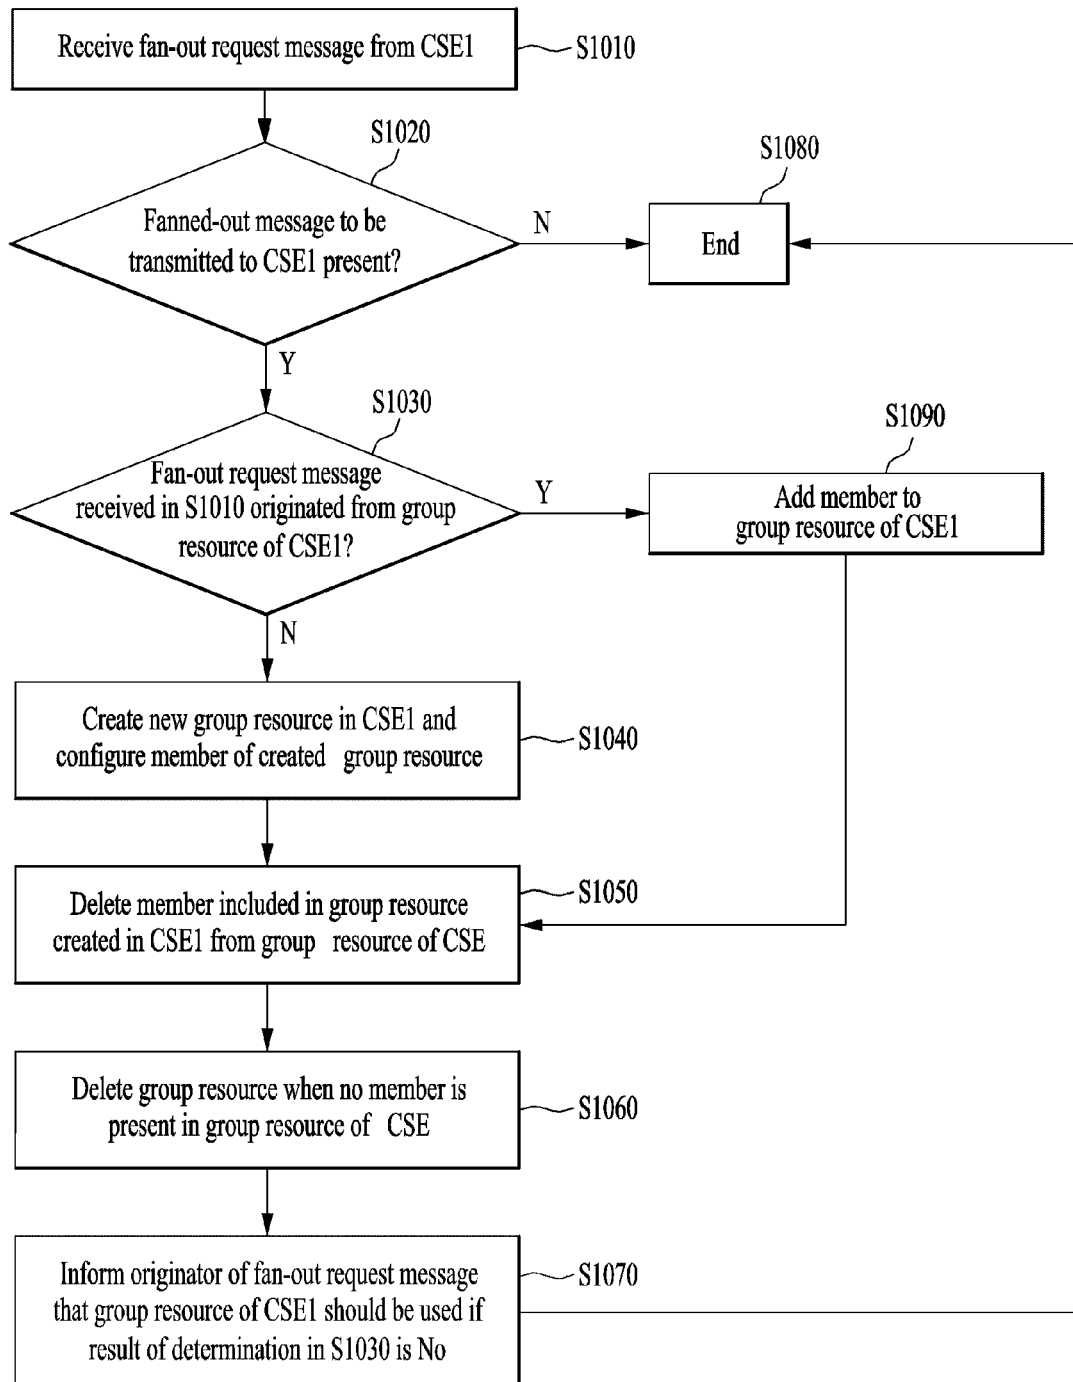 Receive fan-out request message from CSE1
S1010
S1020
S1080
Fanned-out message to be
transmitted to CSE1 present?
N
End
Y
S1030
S1090
Fan-out request message
received in S1010 originated from group
resource of CSE1?
Y
Add member to
group resource of CSE1
N
Create new group resource in CSE1 and
configure member of created group resource
S1040
Delete member included in group resource
created in CSE1 from group resource of CSE
S1050
Delete group resource when no member is
present in group resource of CSE
S1060
Inform originator of fan-out request message
that group resource of CSE1 should be used if
result of determination in S1030 is No
S1070